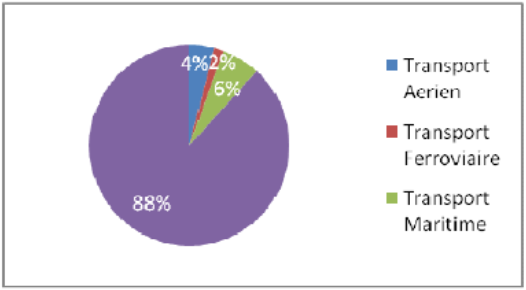 4%
2%
6%
88%
Transport
Aerien
Transport
Ferroviaire
Transport
Maritime